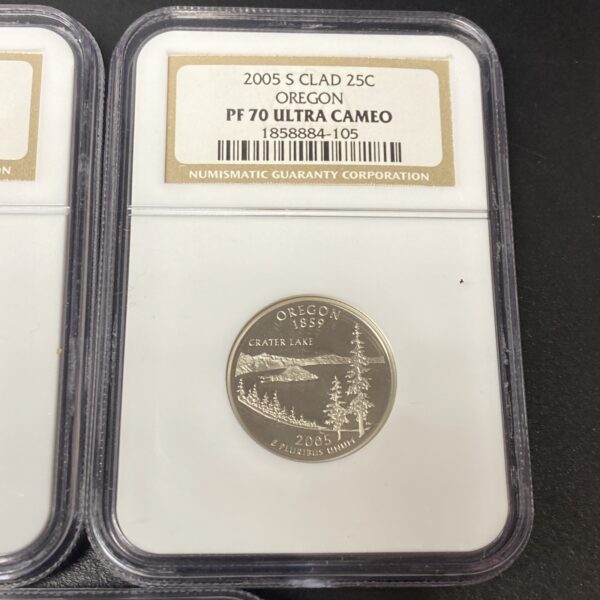 2005 S CLAD 25C
OREGON
PF 70 ULTRA CAMEO
1858884-105
NUMISMATIC GUARANTY CORPORATION
ON
OREGON
1859
CRATER LAKE
2005
E PLURIBUS UNUM